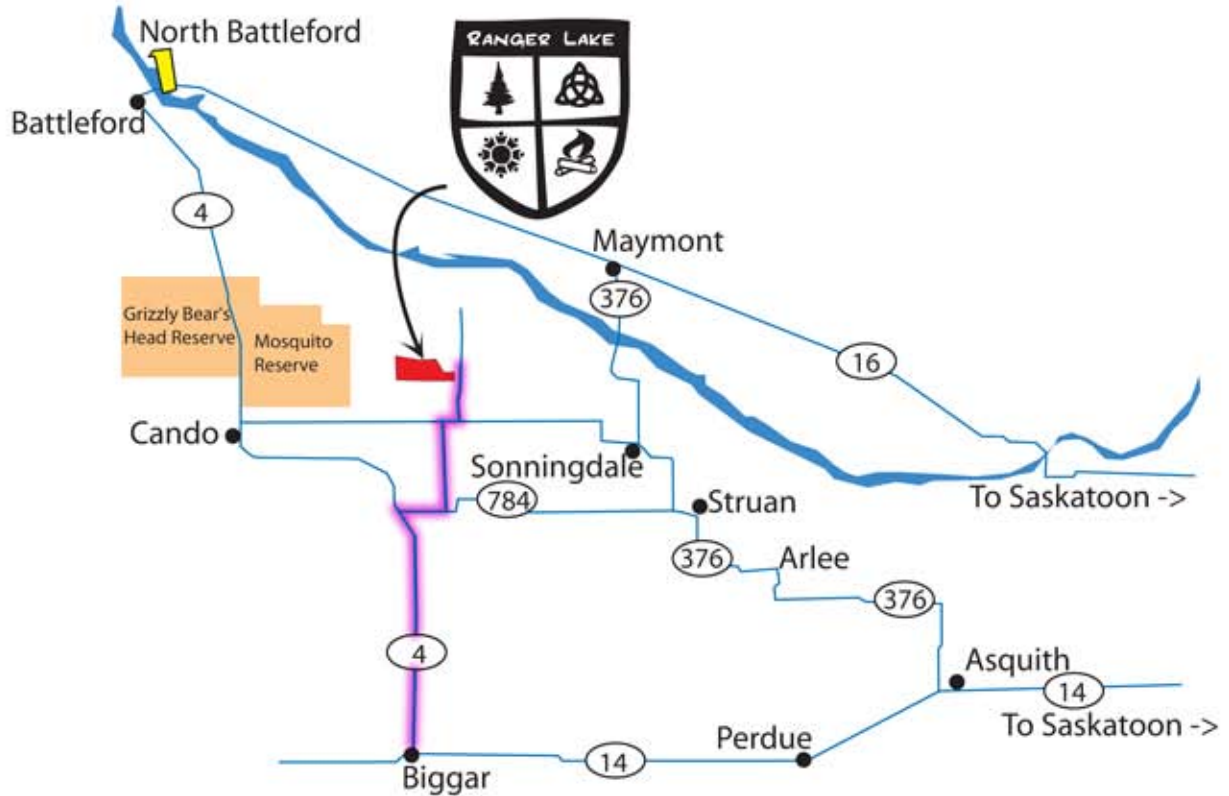 North Battleford
RANGER LAKE
Battleford
4
Maymont
376
Grizzly Bear's
Head Reserve
Mosquito
Reserve
16
Cando
Sonningdale
784
Struan
To Saskatoon ->
376
Arlee
376
4
Asquith
14
To Saskatoon ->
Perdue
14
Biggar